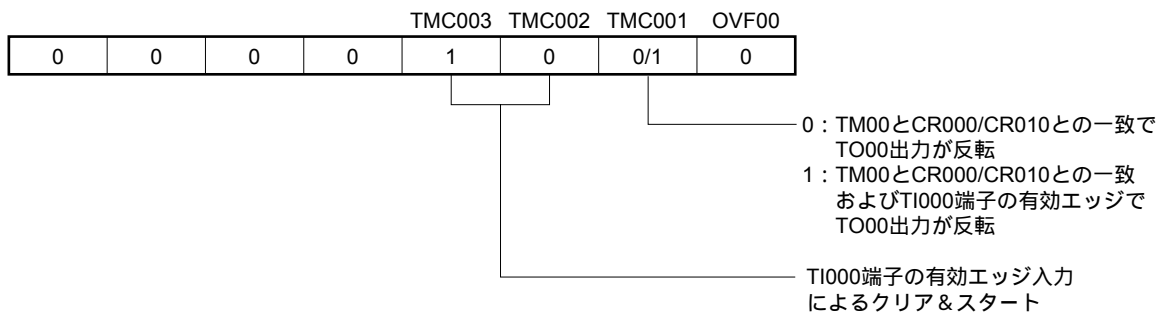 TMC003 TMC002 TMC001 OVF00
0 0 0 0 1 0 0/1 0
0：TM00とCR000/CR010との一致で
TO00出力が反転
1：TM00とCR000/CR010との一致
およびTI000端子の有効エッジで
TO00出力が反転
TI000端子の有効エッジ入力
によるクリア＆スタート